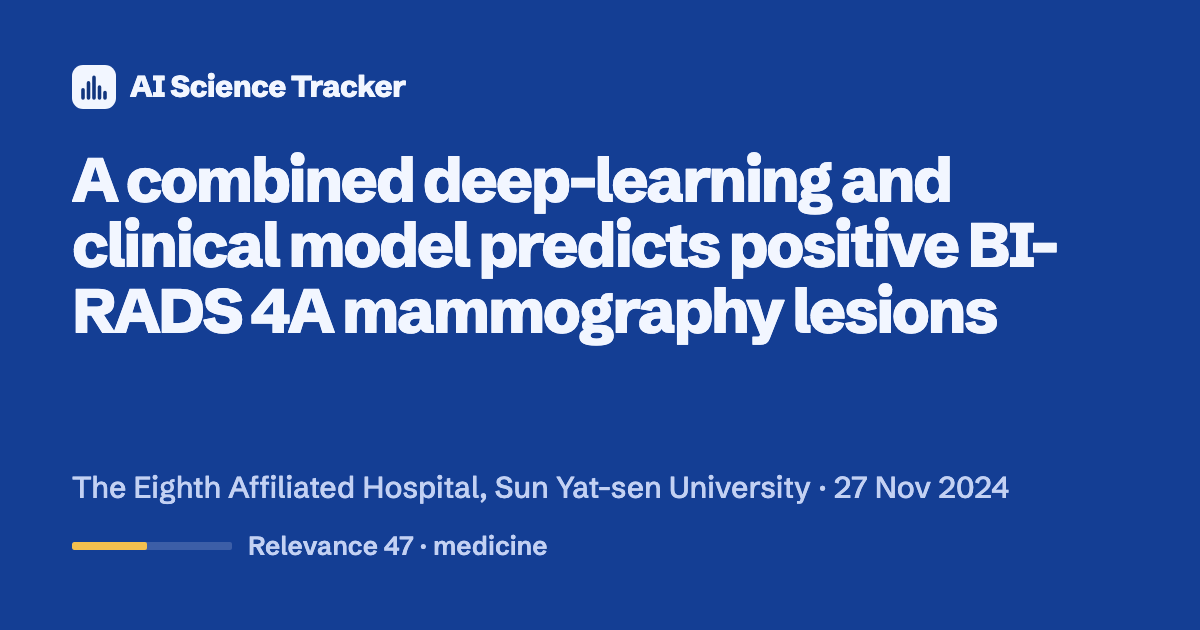 AI Science Tracker
A combined deep-learning and
clinical model predicts positive BI-
RADS 4A mammography lesions
The Eighth Affiliated Hospital, Sun Yat-sen University · 27 Nov 2024
Relevance 47 · medicine